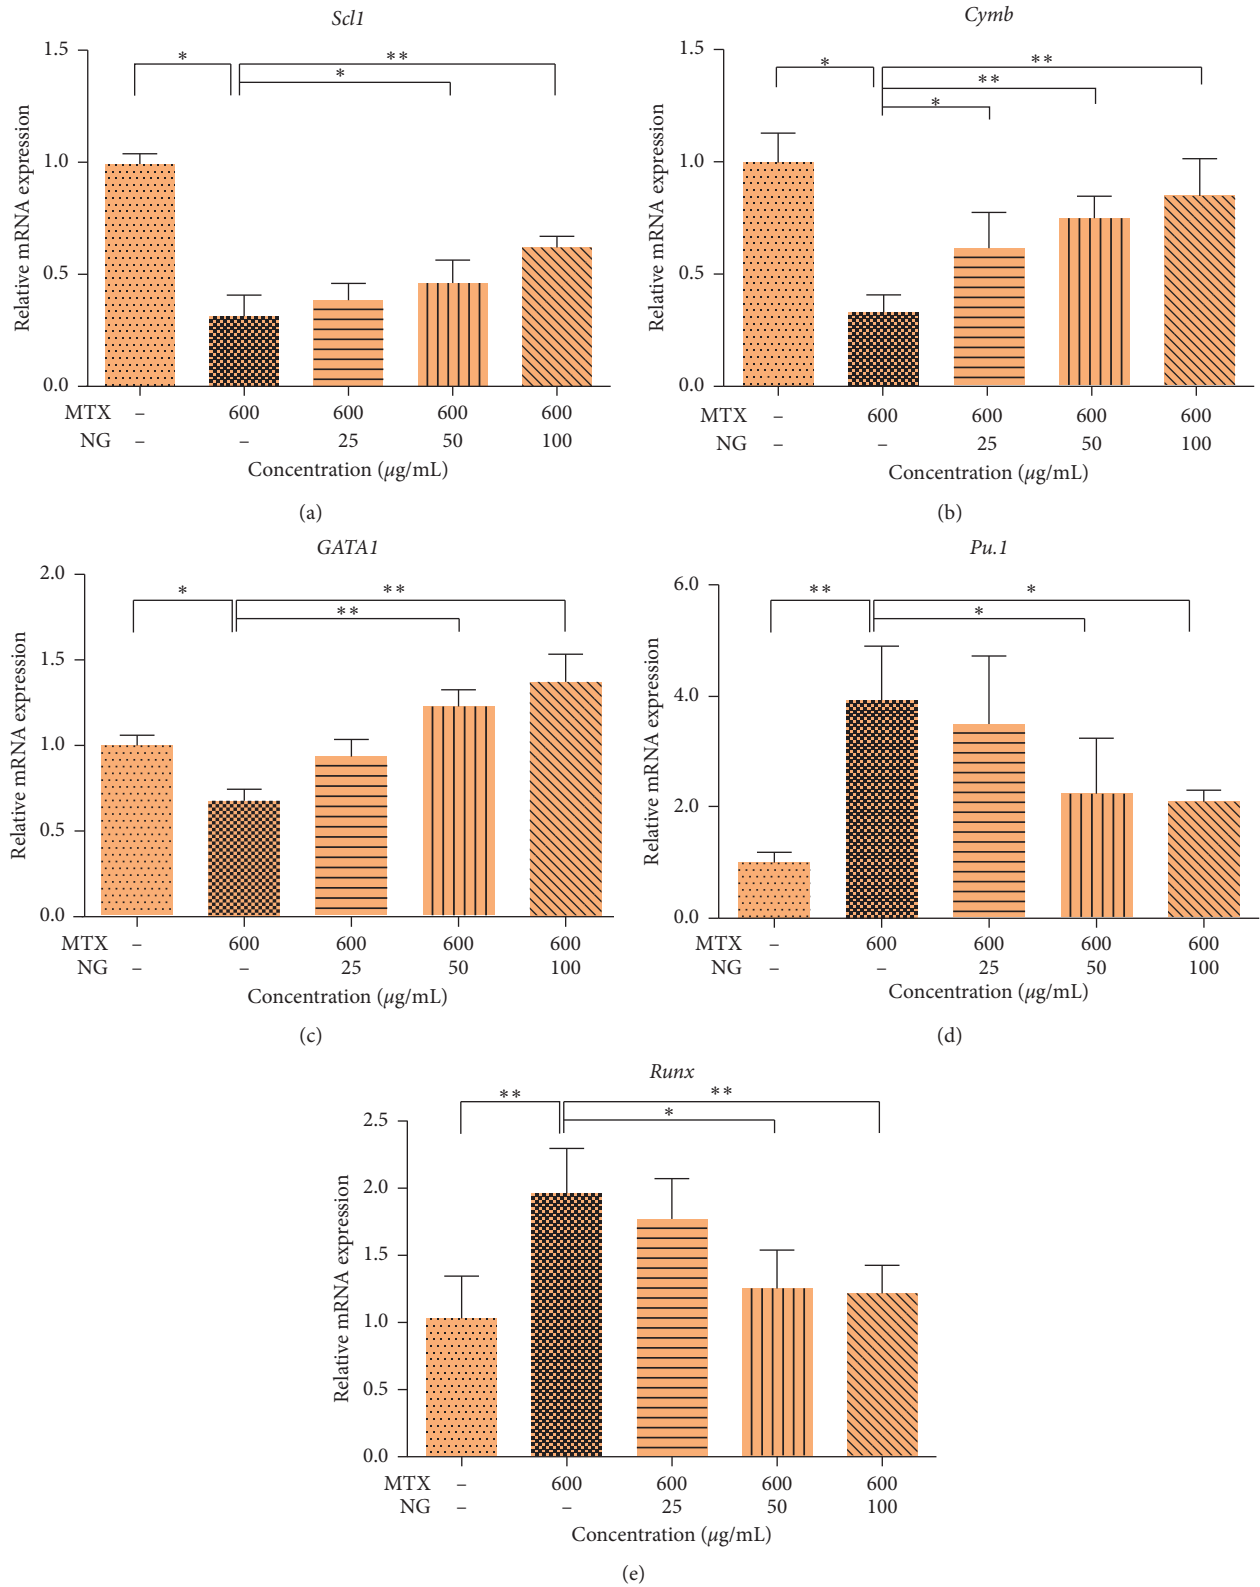 Scl1
* * *
*
1.5
1.0
0.5
0.0
Relative mRNA expression
MTX – 600 600 600 600
NG – – 25 50 100
Concentration (µg/mL)
(a)
Cymb
* **
**
*
1.5
1.0
0.5
0.0
Relative mRNA expression
MTX – 600 600 600 600
NG – – 25 50 100
Concentration (µg/mL)
(b)
GATA1
* **
**
2.0
1.5
1.0
0.5
0.0
Relative mRNA expression
MTX – 600 600 600 600
NG – – 25 50 100
Concentration (µg/mL)
(c)
Pu.1
** *
*
6.0
4.0
2.0
0.0
Relative mRNA expression
MTX – 600 600 600 600
NG – – 25 50 100
Concentration (µg/mL)
(d)
Runx
** **
*
2.5
2.0
1.5
1.0
0.5
0.0
Relative mRNA expression
MTX – 600 600 600 600
NG – – 25 50 100
Concentration (µg/mL)
(e)